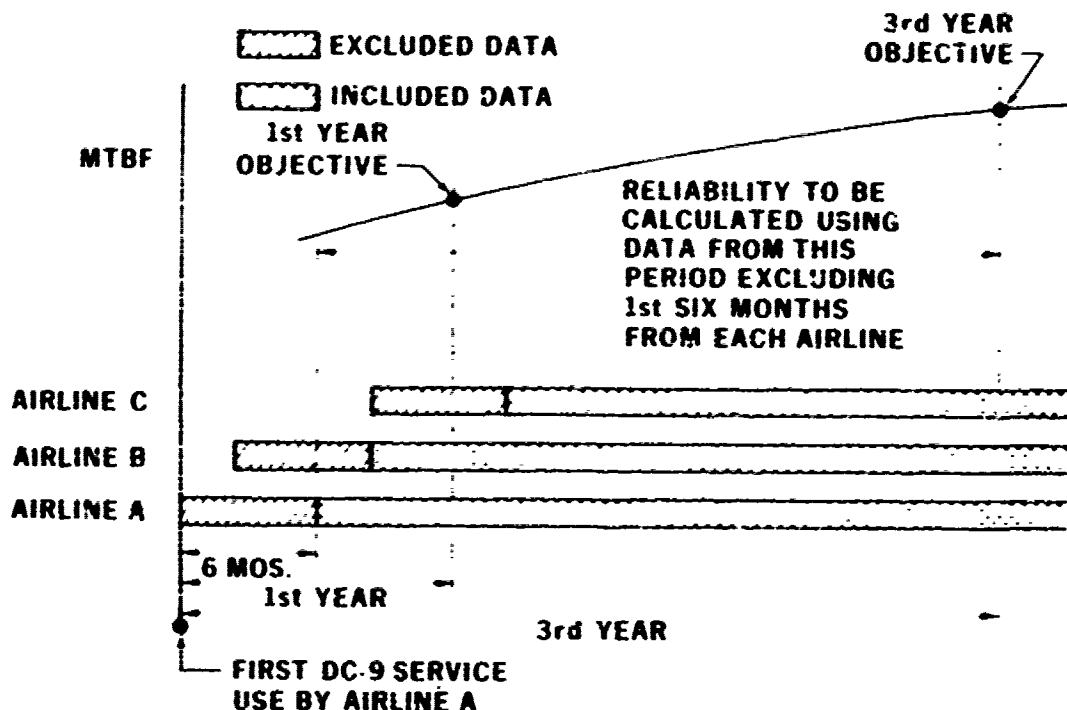 EXCLUDED DATA
INCLUDED DATA
3rd YEAR
OBJECTIVE
1st YEAR
OBJECTIVE
MTBF
RELIABILITY TO BE
CALCULATED USING
DATA FROM THIS
PERIOD EXCLUDING
1st SIX MONTHS
FROM EACH AIRLINE
AIRLINE C
AIRLINE B
AIRLINE A
6 MOS.
1st YEAR
3rd YEAR
FIRST DC-9 SERVICE
USE BY AIRLINE A